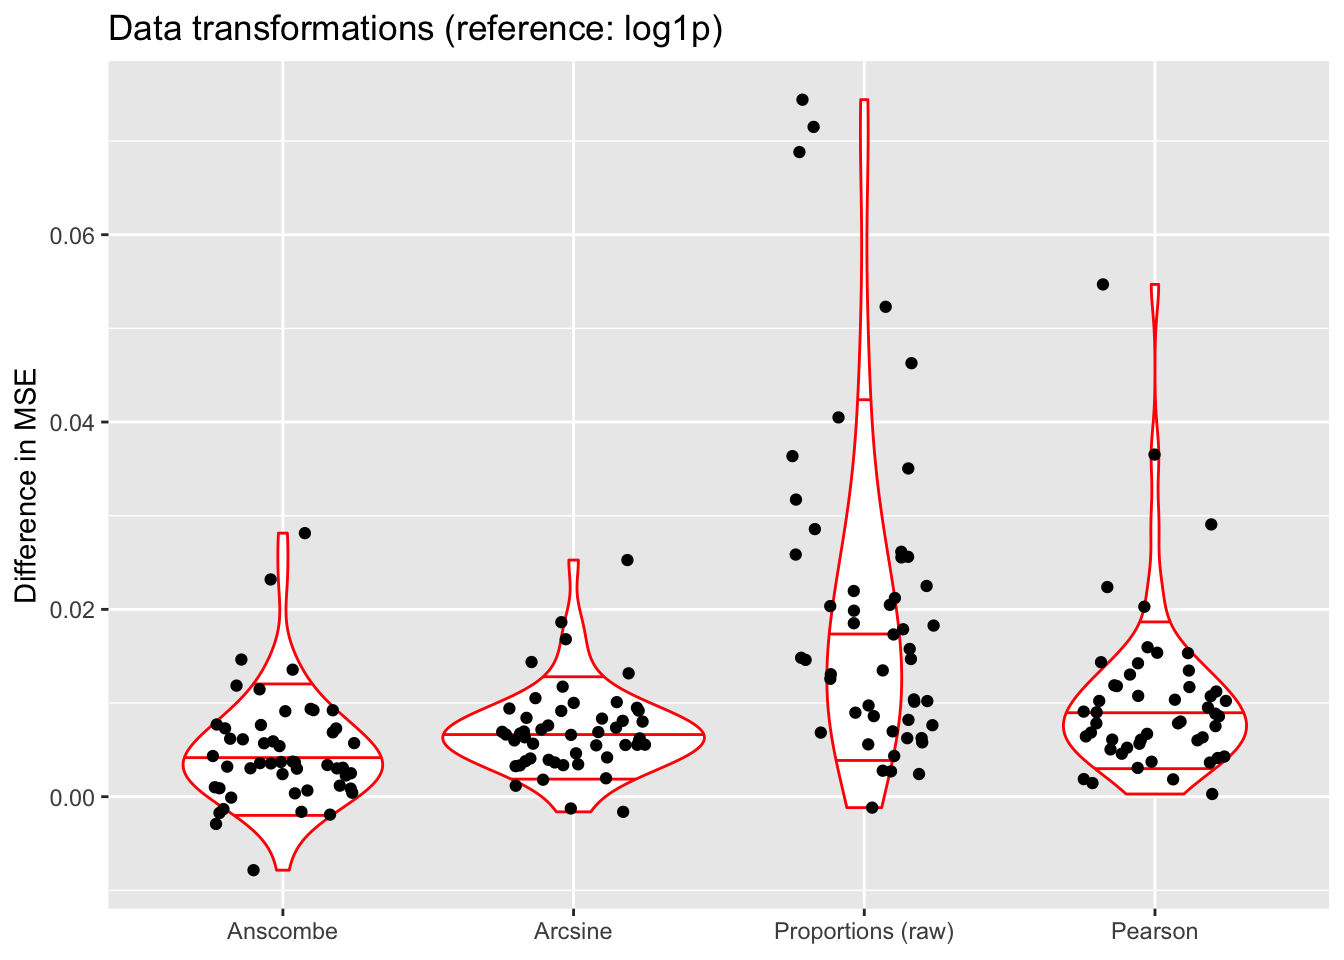 Data transformations (reference: log1p)
Difference in MSE
0.06
0.04
0.02
0.00
Anscombe
Arcsine
Proportions (raw)
Pearson